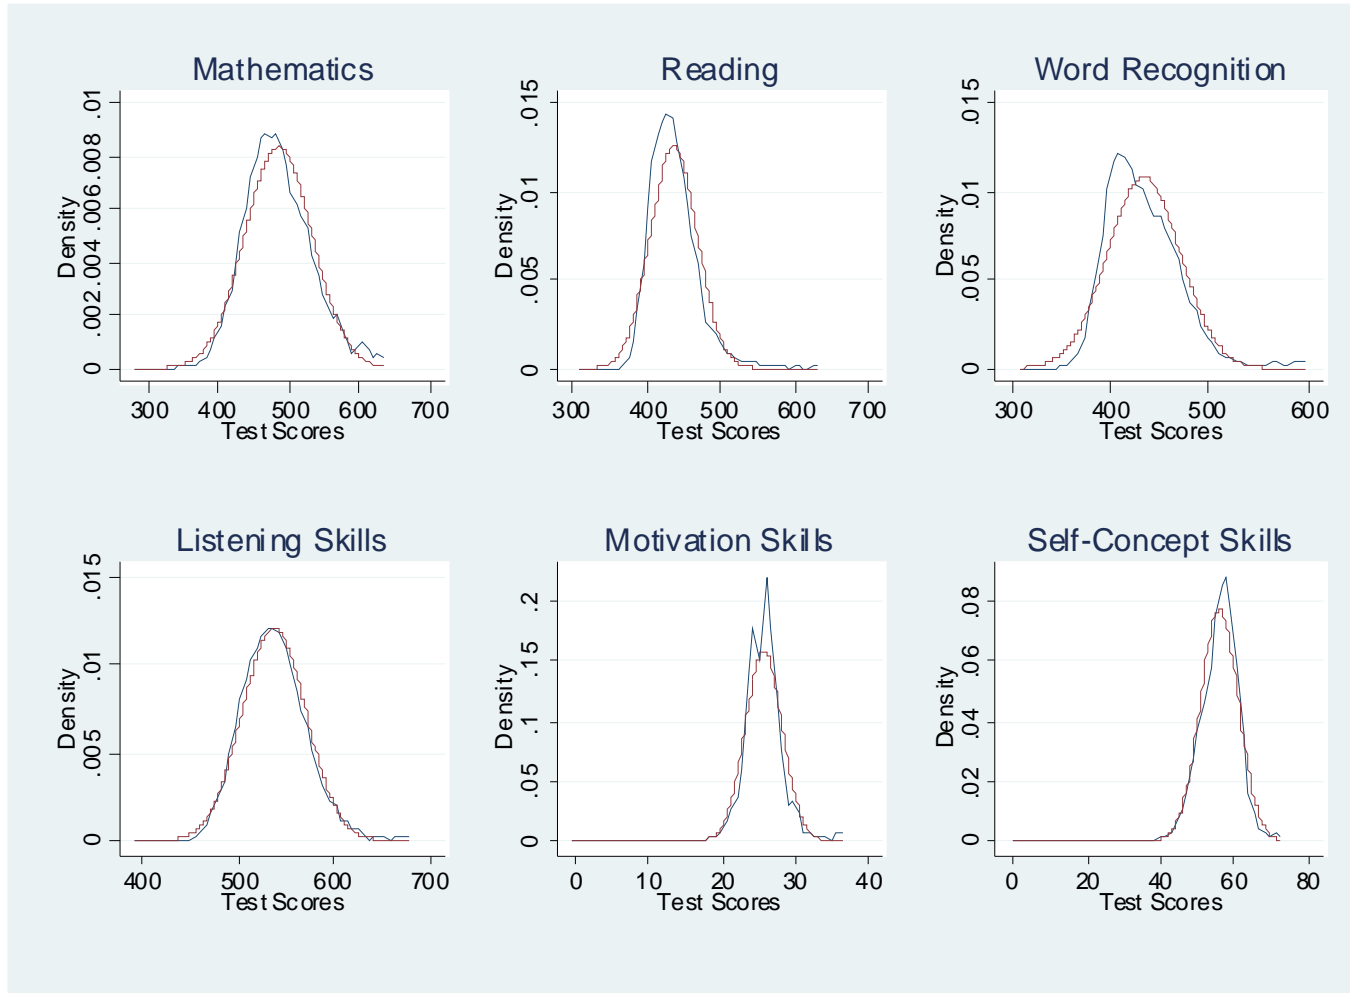 Mathematics
Density
0 .002 .004 .006 .008 .01
300 400 500 600 700
Test Scores
Reading
Density
0 .005 .01 .015
300 400 500 600 700
Test Scores
Word Recognition
Density
0 .005 .01 .015
300 400 500 600
Test Scores
Listening Skills
Density
0 .005 .01 .015
400 500 600 700
Test Scores
Motivation Skills
Density
0 .05 .1 .15 .2
0 10 20 30 40
Test Scores
Self-Concept Skills
Density
0 .02 .04 .06 .08
0 20 40 60 80
Test Scores